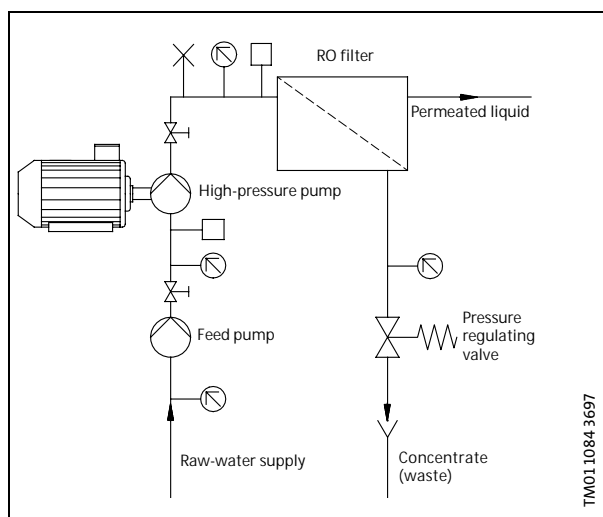 RO filter
Permeated liquid
High-pressure pump
Feed pump
Pressure
regulating
valve
Raw-water supply
Concentrate
(waste)
TM01 1084 3697